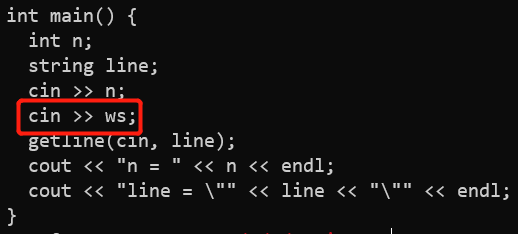 int main() {
  int n;
  string line;
  cin >> n;
  cin >> ws;
  getline(cin, line);
  cout << "n = " << n << endl;
  cout << "line = \"" << line << "\"" << endl;
}